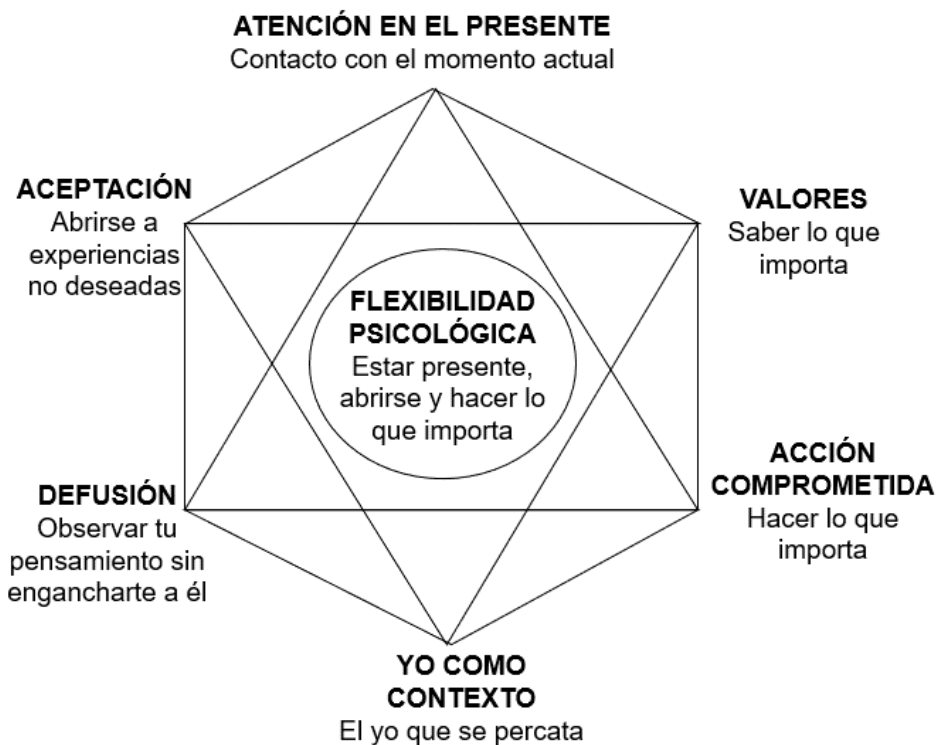 ATENCIÓN EN EL PRESENTE
Contacto con el momento actual
ACEPTACIÓN
Abrirse a
experiencias
no deseadas
VALORES
Saber lo que
importa
FLEXIBILIDAD
PSICOLÓGICA
Estar presente,
abrirse y hacer lo
que importa
DEFUSIÓN
Observar tu
pensamiento sin
engancharte a él
ACCIÓN
COMPROMETIDA
Hacer lo que
importa
YO COMO
CONTEXTO
El yo que se percata